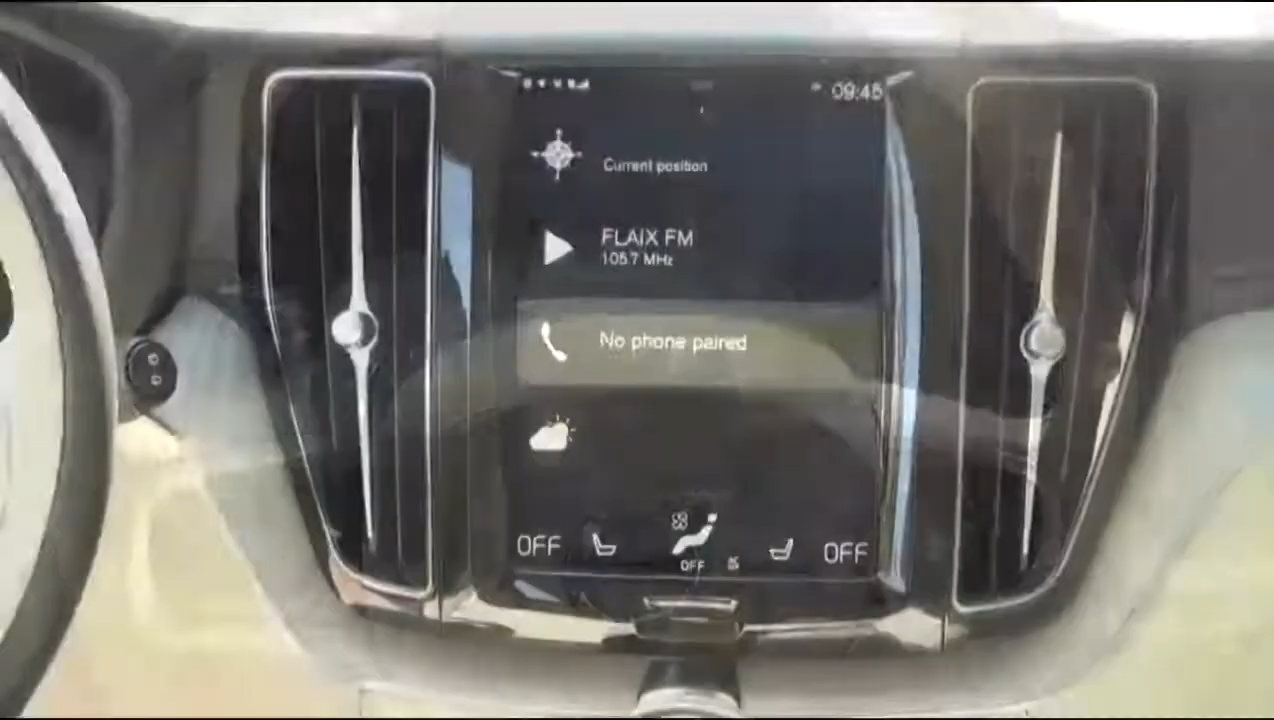 09:45
Current position
FLAIX FM
105.7 MHz
No phone paired
OFF
OFF
OFF